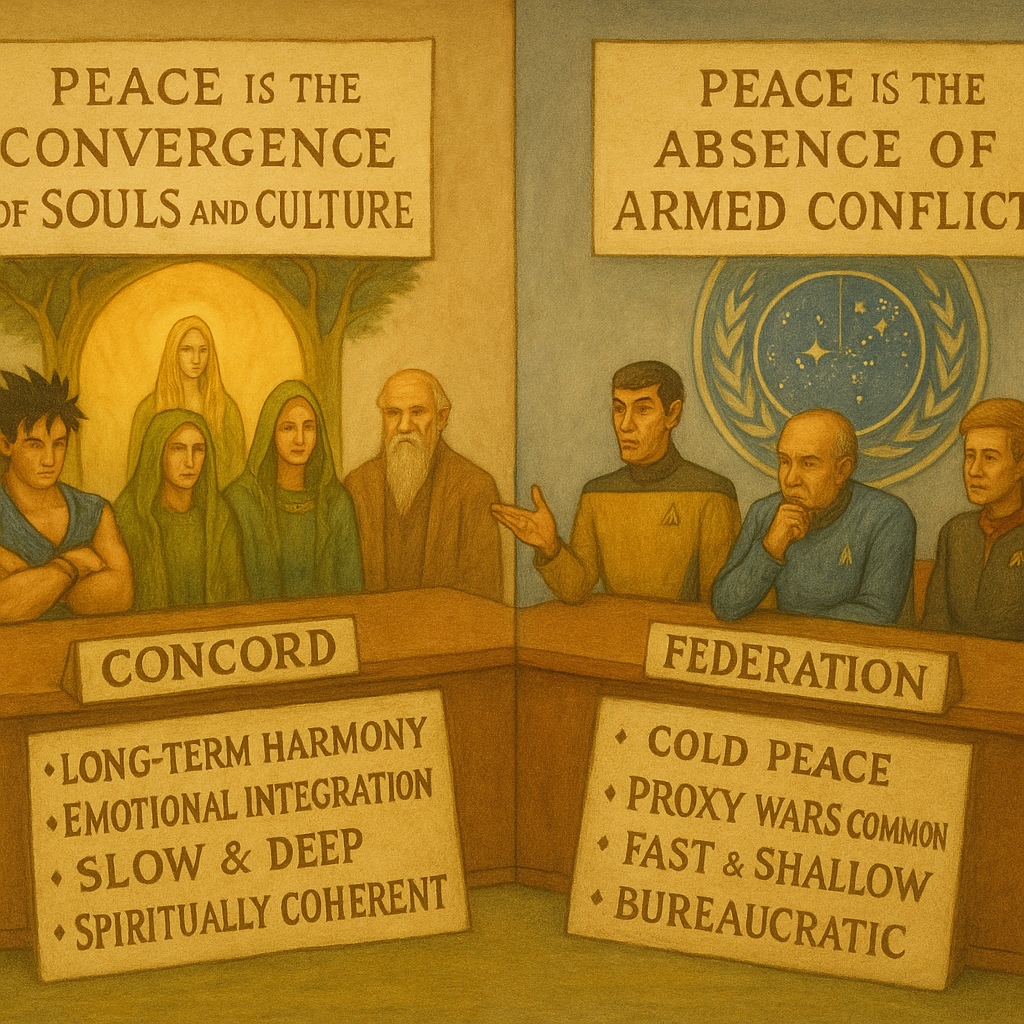 PEACE IS THE
CONVERGENCE
OF SOULS AND CULTURE
PEACE IS THE
ABSENCE OF
ARMED CONFLICT
CONCORD
FEDERATION
• LONG-TERM HARMONY
• EMOTIONAL INTEGRATION
• SLOW & DEEP
• SPIRITUALLY COHERENT
• COLD PEACE
• PROXY WARS COMMON
• FAST & SHALLOW
• BUREAUCRATIC